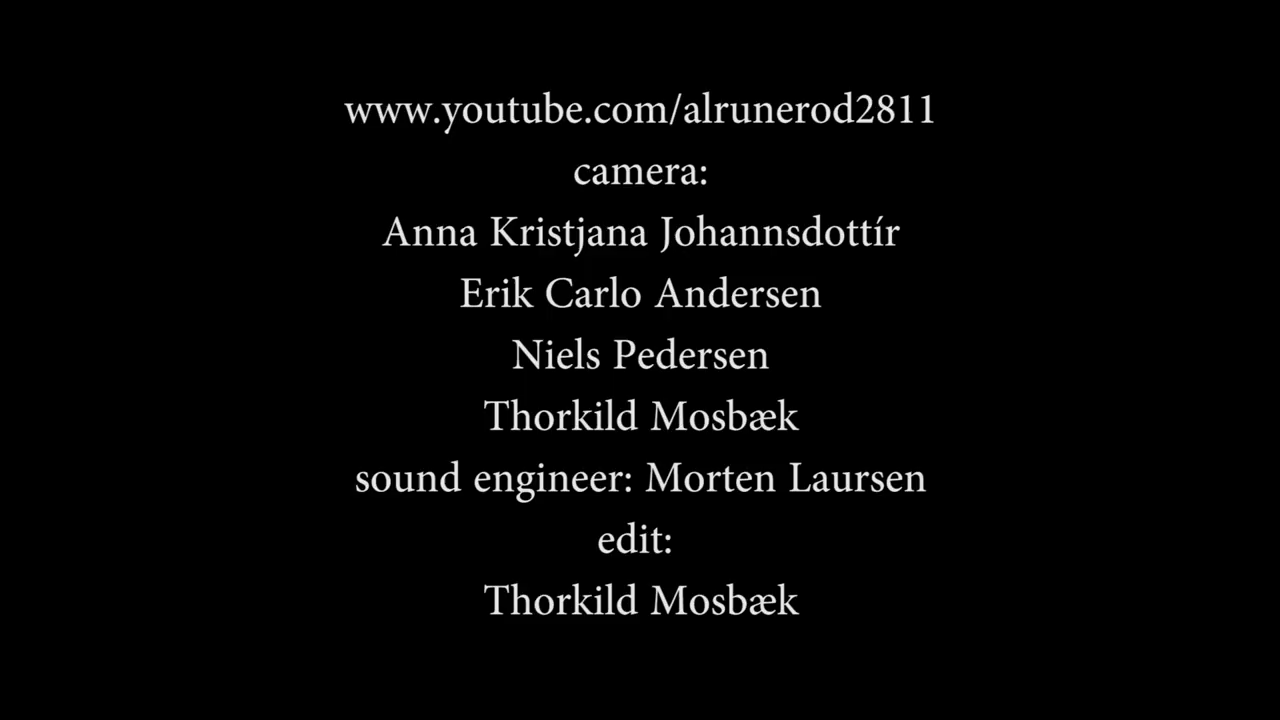 www.youtube.com/alrunerod2811
camera:
Anna Kristjana Johannsdottír
Erik Carlo Andersen
Niels Pedersen
Thorkild Mosbæk
sound engineer: Morten Laursen
edit:
Thorkild Mosbæk